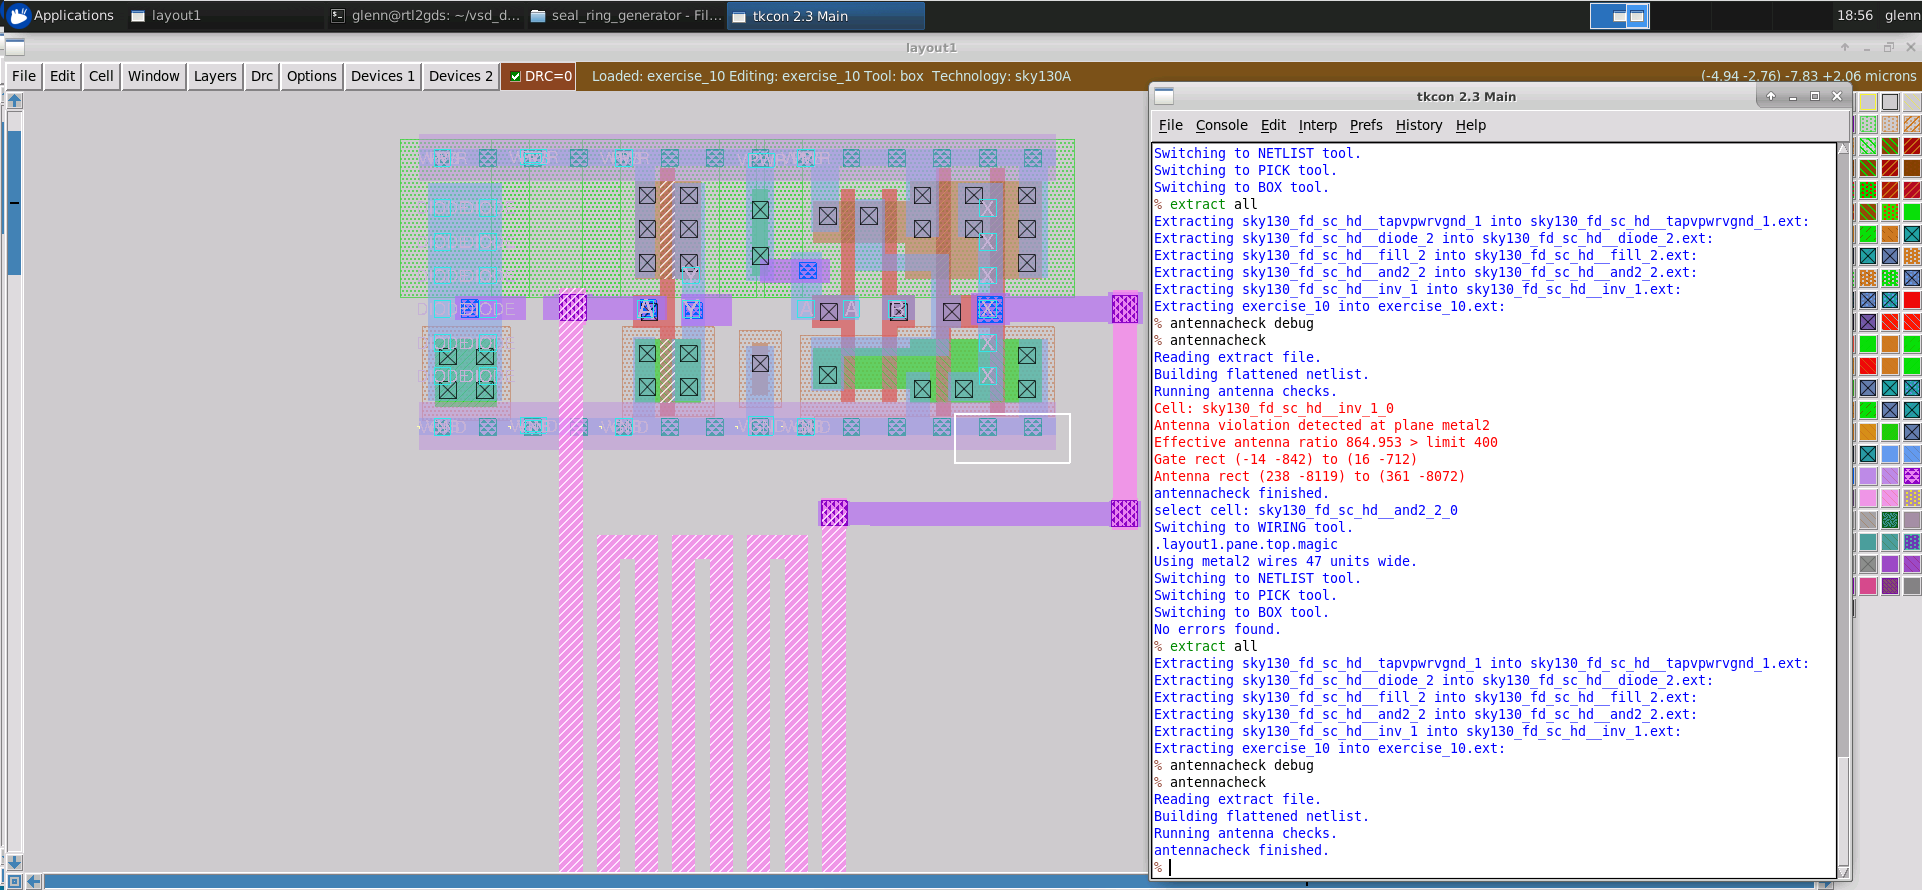 Applications
layout1
glenn@rtl2gds: ~/vsd_d...
seal_ring_generator - Fil...
tkcon 2.3 Main
18:56
glenn
layout1
File Edit Cell Window Layers Drc Options Devices 1 Devices 2 DRC=0 Loaded: exercise_10 Editing: exercise_10 Tool: box Technology: sky130A (-4.94 -2.76) -7.83 +2.06 microns
tkcon 2.3 Main
File Console Edit Interp Prefs History Help
Switching to NETLIST tool.
Switching to PICK tool.
Switching to BOX tool.
% extract all
Extracting sky130_fd_sc_hd__tapvpwrvgnd_1 into sky130_fd_sc_hd__tapvpwrvgnd_1.ext:
Extracting sky130_fd_sc_hd__diode_2 into sky130_fd_sc_hd__diode_2.ext:
Extracting sky130_fd_sc_hd__fill_2 into sky130_fd_sc_hd__fill_2.ext:
Extracting sky130_fd_sc_hd__and2_2 into sky130_fd_sc_hd__and2_2.ext:
Extracting sky130_fd_sc_hd__inv_1 into sky130_fd_sc_hd__inv_1.ext:
Extracting exercise_10 into exercise_10.ext:
% antennacheck debug
% antennacheck
Reading extract file.
Building flattened netlist.
Running antenna checks.
Cell: sky130_fd_sc_hd__inv_1_0
Antenna violation detected at plane metal2
Effective antenna ratio 864.953 > limit 400
Gate rect (-14 -842) to (16 -712)
Antenna rect (238 -8119) to (361 -8072)
antennacheck finished.
select cell: sky130_fd_sc_hd__and2_2_0
Switching to WIRING tool.
.layout1.pane.top.magic
Using metal2 wires 47 units wide.
Switching to NETLIST tool.
Switching to PICK tool.
Switching to BOX tool.
No errors found.
% extract all
Extracting sky130_fd_sc_hd__tapvpwrvgnd_1 into sky130_fd_sc_hd__tapvpwrvgnd_1.ext:
Extracting sky130_fd_sc_hd__diode_2 into sky130_fd_sc_hd__diode_2.ext:
Extracting sky130_fd_sc_hd__fill_2 into sky130_fd_sc_hd__fill_2.ext:
Extracting sky130_fd_sc_hd__and2_2 into sky130_fd_sc_hd__and2_2.ext:
Extracting sky130_fd_sc_hd__inv_1 into sky130_fd_sc_hd__inv_1.ext:
Extracting exercise_10 into exercise_10.ext:
% antennacheck debug
% antennacheck
Reading extract file.
Building flattened netlist.
Running antenna checks.
antennacheck finished.
%